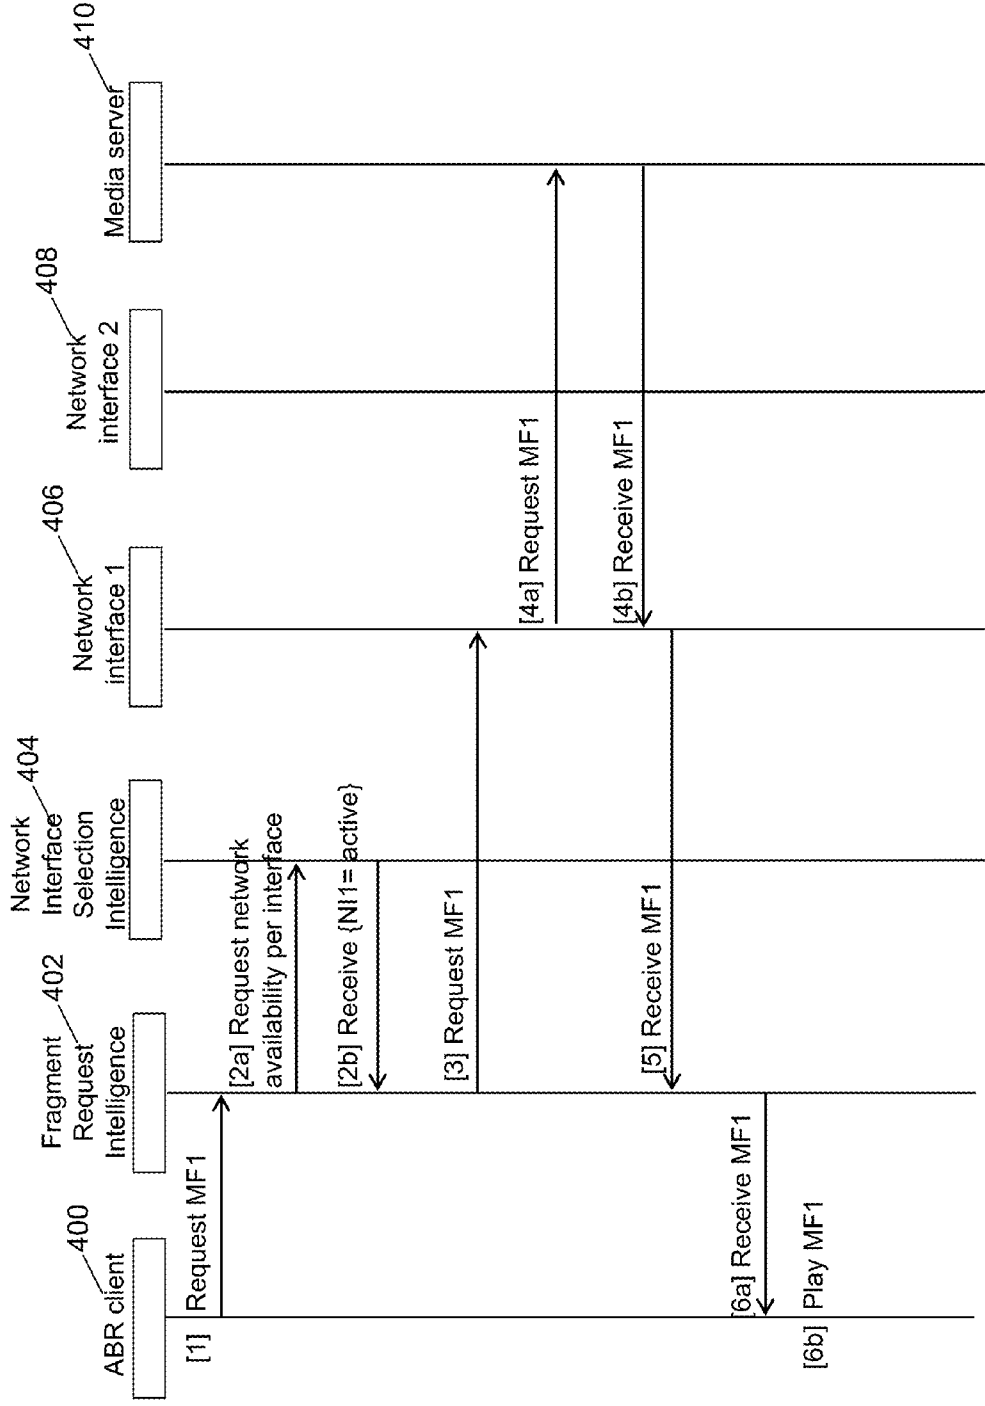 ABR client
400
Fragment
Request
Intelligence
402
Network
Interface
Selection
Intelligence
404
Network
interface 1
406
Network
interface 2
408
Media server
410
[1] Request MF1
[2a] Request network
availability per interface
[2b] Receive {NI1= active}
[3] Request MF1
[4a] Request MF1
[4b] Receive MF1
[5] Receive MF1
[6a] Receive MF1
[6b] Play MF1